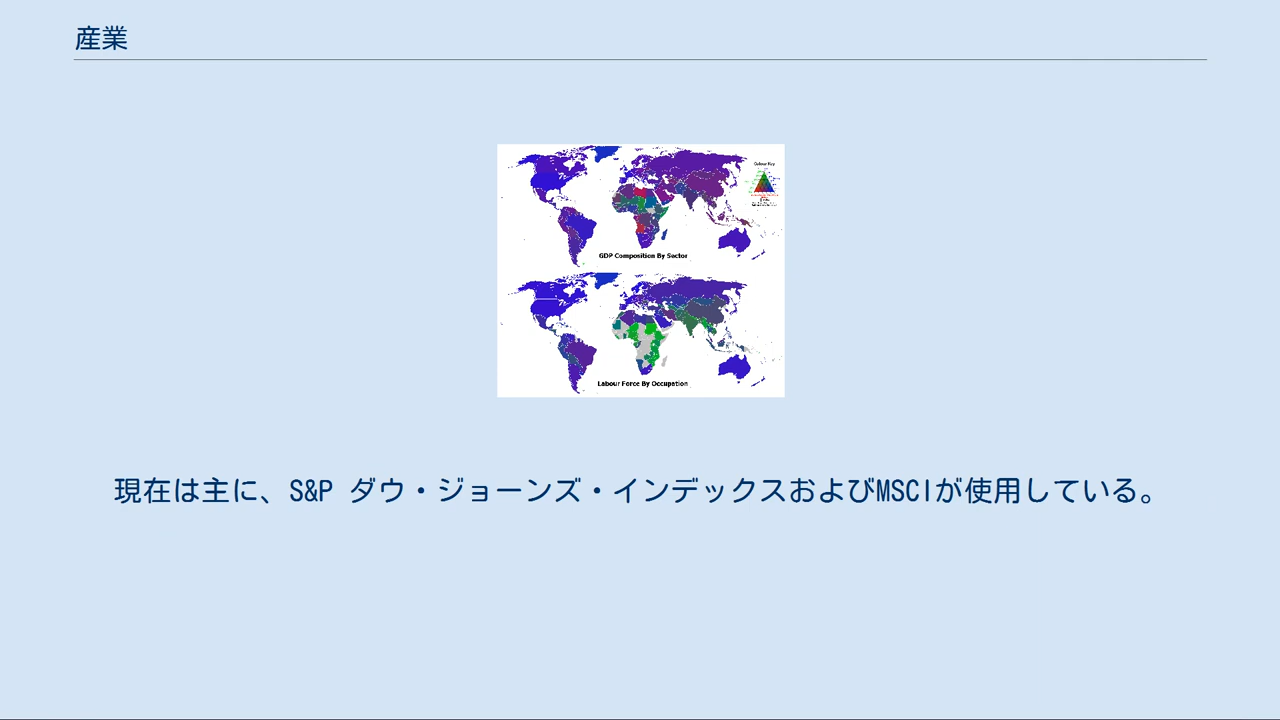 産業
Colour Key
GDP Composition By Sector
Labour Force By Occupation
現在は主に、S&P ダウ・ジョーンズ・インデックスおよびMSCIが使用している。